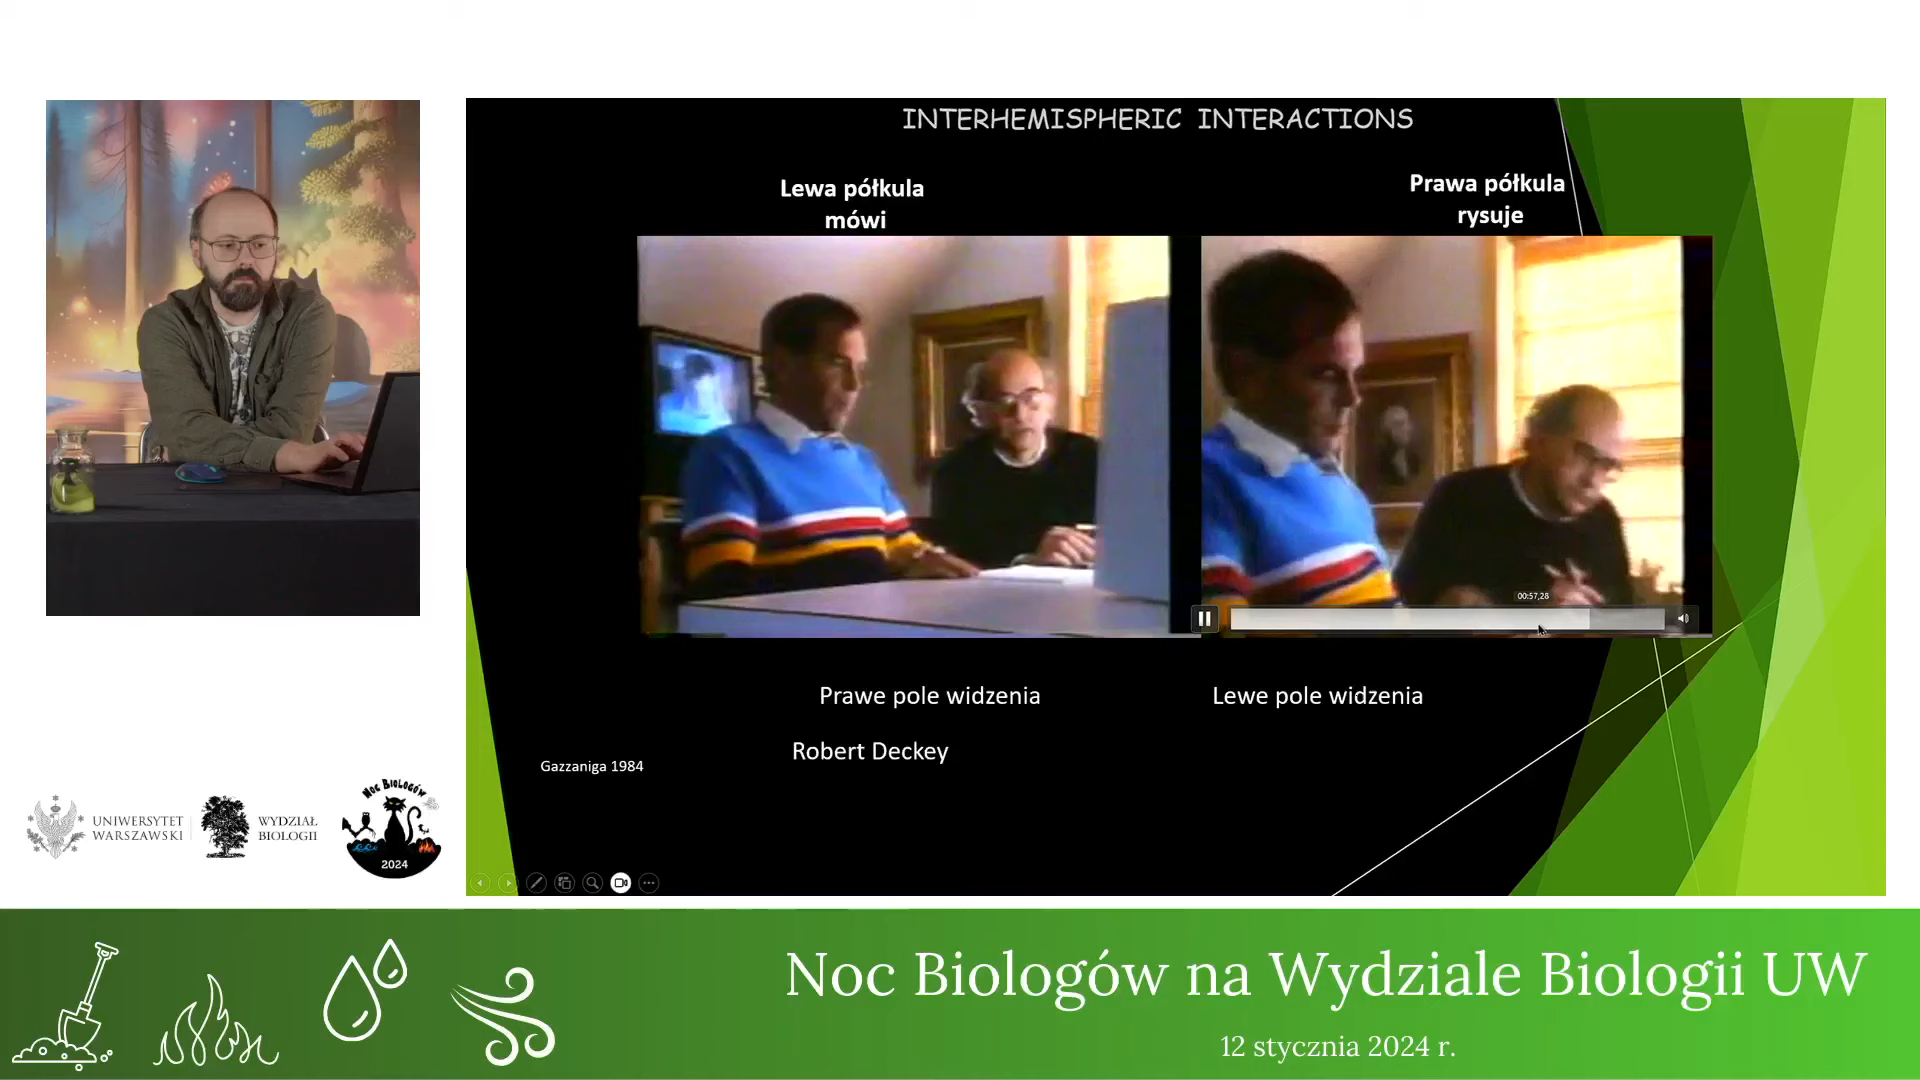 INTERHEMISPHERIC INTERACTIONS
Lewa półkula
mówi
Prawa półkula
rysuje
00:57,28
Prawe pole widzenia
Lewe pole widzenia
Robert Deckey
Gazzaniga 1984
UNIWERSYTET
WARSZAWSKI
WYDZIAŁ
BIOLOGII
Noc Biologów
2024
Noc Biologów na Wydziale Biologii UW
12 stycznia 2024 r.